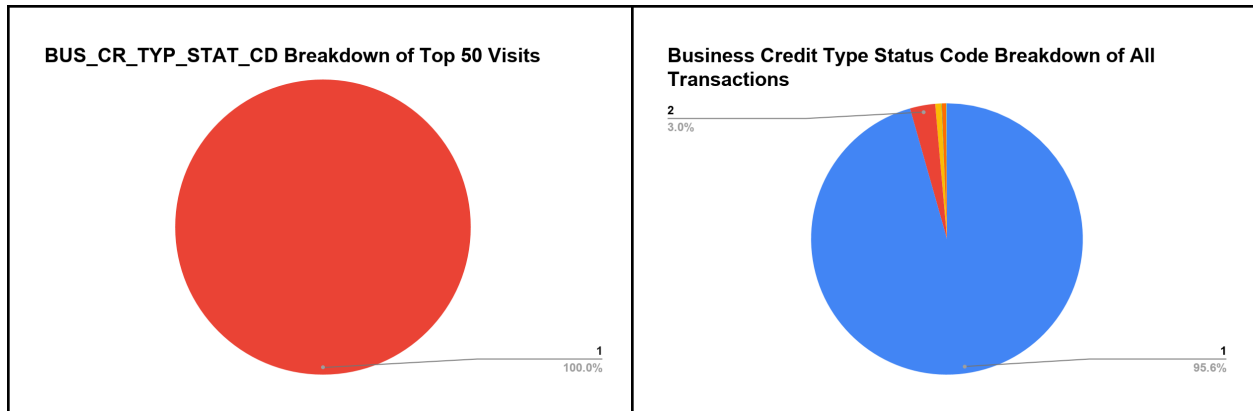 BUS_CR_TYP_STAT_CD Breakdown of Top 50 Visits
1
100.0%
Business Credit Type Status Code Breakdown of All
Transactions
2
3.0%
1
95.6%